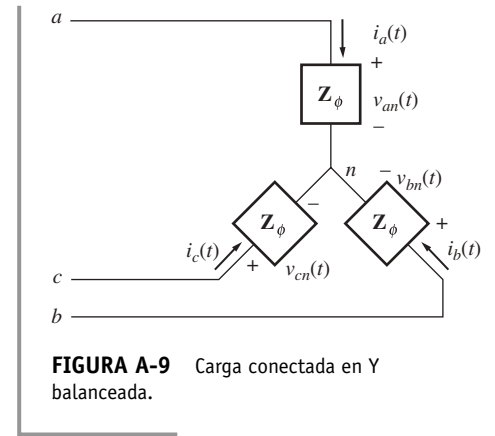 a
i_a(t)
+
Z_ϕ
v_an(t)
−
n
− v_bn(t)
−
Z_ϕ
Z_ϕ
+
i_c(t)
+
v_cn(t)
i_b(t)
c
b
FIGURA A-9 Carga conectada en Y
balanceada.